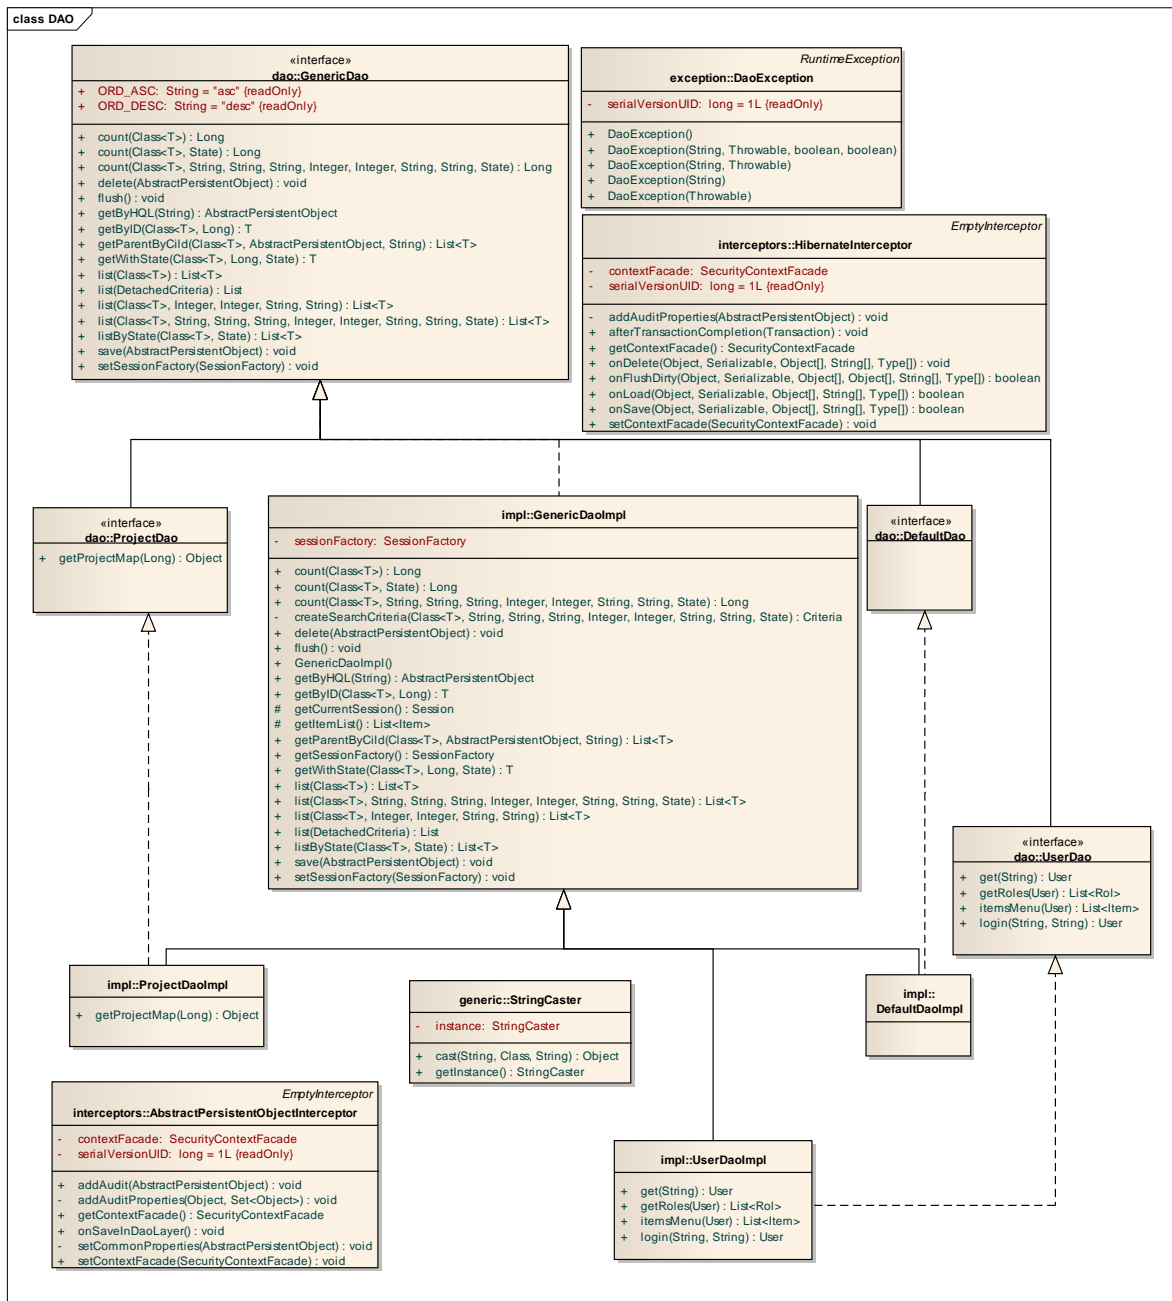 class DAO
«interface»
dao::GenericDao
+ ORD_ASC: String = "asc" {readOnly}
+ ORD_DESC: String = "desc" {readOnly}
+ count(Class<T>) : Long
+ count(Class<T>, State) : Long
+ count(Class<T>, String, String, String, Integer, Integer, String, String, State) : Long
+ delete(AbstractPersistentObject) : void
+ flush() : void
+ getByHQL(String) : AbstractPersistentObject
+ getByID(Class<T>, Long) : T
+ getParentByCild(Class<T>, AbstractPersistentObject, String) : List<T>
+ getWithState(Class<T>, Long, State) : T
+ list(Class<T>) : List<T>
+ list(DetachedCriteria) : List
+ list(Class<T>, Integer, Integer, String, String) : List<T>
+ list(Class<T>, String, String, String, Integer, Integer, String, String, State) : List<T>
+ listByState(Class<T>, State) : List<T>
+ save(AbstractPersistentObject) : void
+ setSessionFactory(SessionFactory) : void
RuntimeException
exception::DaoException
- serialVersionUID: long = 1L {readOnly}
+ DaoException()
+ DaoException(String, Throwable, boolean, boolean)
+ DaoException(String, Throwable)
+ DaoException(String)
+ DaoException(Throwable)
EmptyInterceptor
interceptors::HibernateInterceptor
- contextFacade: SecurityContextFacade
- serialVersionUID: long = 1L {readOnly}
- addAuditProperties(AbstractPersistentObject) : void
+ afterTransactionCompletion(Transaction) : void
+ getContextFacade() : SecurityContextFacade
+ onDelete(Object, Serializable, Object[], String[], Type[]) : void
+ onFlushDirty(Object, Serializable, Object[], Object[], String[], Type[]) : boolean
+ onLoad(Object, Serializable, Object[], String[], Type[]) : boolean
+ onSave(Object, Serializable, Object[], String[], Type[]) : boolean
+ setContextFacade(SecurityContextFacade) : void
«interface»
dao::ProjectDao
+ getProjectMap(Long) : Object
impl::GenericDaoImpl
- sessionFactory: SessionFactory
+ count(Class<T>) : Long
+ count(Class<T>, State) : Long
+ count(Class<T>, String, String, String, Integer, Integer, String, String, State) : Long
- createSearchCriteria(Class<T>, String, String, String, Integer, Integer, String, String, State) : Criteria
+ delete(AbstractPersistentObject) : void
+ flush() : void
+ GenericDaoImpl()
+ getByHQL(String) : AbstractPersistentObject
+ getByID(Class<T>, Long) : T
# getCurrentSession() : Session
# getItemList() : List<Item>
+ getParentByCild(Class<T>, AbstractPersistentObject, String) : List<T>
+ getSessionFactory() : SessionFactory
+ getWithState(Class<T>, Long, State) : T
+ list(Class<T>) : List<T>
+ list(Class<T>, String, String, String, Integer, Integer, String, String, State) : List<T>
+ list(Class<T>, Integer, Integer, String, String) : List<T>
+ list(DetachedCriteria) : List
+ listByState(Class<T>, State) : List<T>
+ save(AbstractPersistentObject) : void
+ setSessionFactory(SessionFactory) : void
«interface»
dao::DefaultDao
«interface»
dao::UserDao
+ get(String) : User
+ getRoles(User) : List<Rol>
+ itemsMenu(User) : List<Item>
+ login(String, String) : User
impl::ProjectDaoImpl
+ getProjectMap(Long) : Object
generic::StringCaster
- instance: StringCaster
+ cast(String, Class, String) : Object
+ getInstance() : StringCaster
impl::
DefaultDaoImpl
EmptyInterceptor
interceptors::AbstractPersistentObjectInterceptor
- contextFacade: SecurityContextFacade
- serialVersionUID: long = 1L {readOnly}
+ addAudit(AbstractPersistentObject) : void
- addAuditProperties(Object, Set<Object>) : void
+ getContextFacade() : SecurityContextFacade
+ onSaveInDaoLayer() : void
- setCommonProperties(AbstractPersistentObject) : void
+ setContextFacade(SecurityContextFacade) : void
impl::UserDaoImpl
+ get(String) : User
+ getRoles(User) : List<Rol>
+ itemsMenu(User) : List<Item>
+ login(String, String) : User